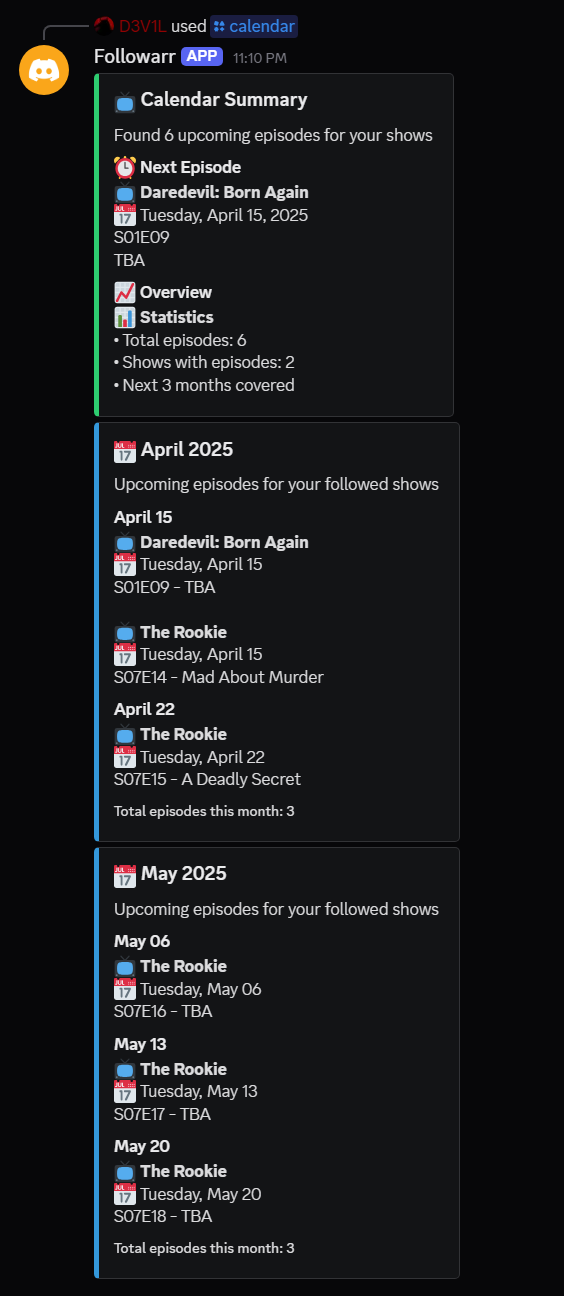 D3V1L used calendar
Followarr APP 11:10 PM
Calendar Summary
Found 6 upcoming episodes for your shows
Next Episode
Daredevil: Born Again
Tuesday, April 15, 2025
S01E09
TBA
Overview
Statistics
• Total episodes: 6
• Shows with episodes: 2
• Next 3 months covered
April 2025
Upcoming episodes for your followed shows
April 15
Daredevil: Born Again
Tuesday, April 15
S01E09 - TBA
The Rookie
Tuesday, April 15
S07E14 - Mad About Murder
April 22
The Rookie
Tuesday, April 22
S07E15 - A Deadly Secret
Total episodes this month: 3
May 2025
Upcoming episodes for your followed shows
May 06
The Rookie
Tuesday, May 06
S07E16 - TBA
May 13
The Rookie
Tuesday, May 13
S07E17 - TBA
May 20
The Rookie
Tuesday, May 20
S07E18 - TBA
Total episodes this month: 3